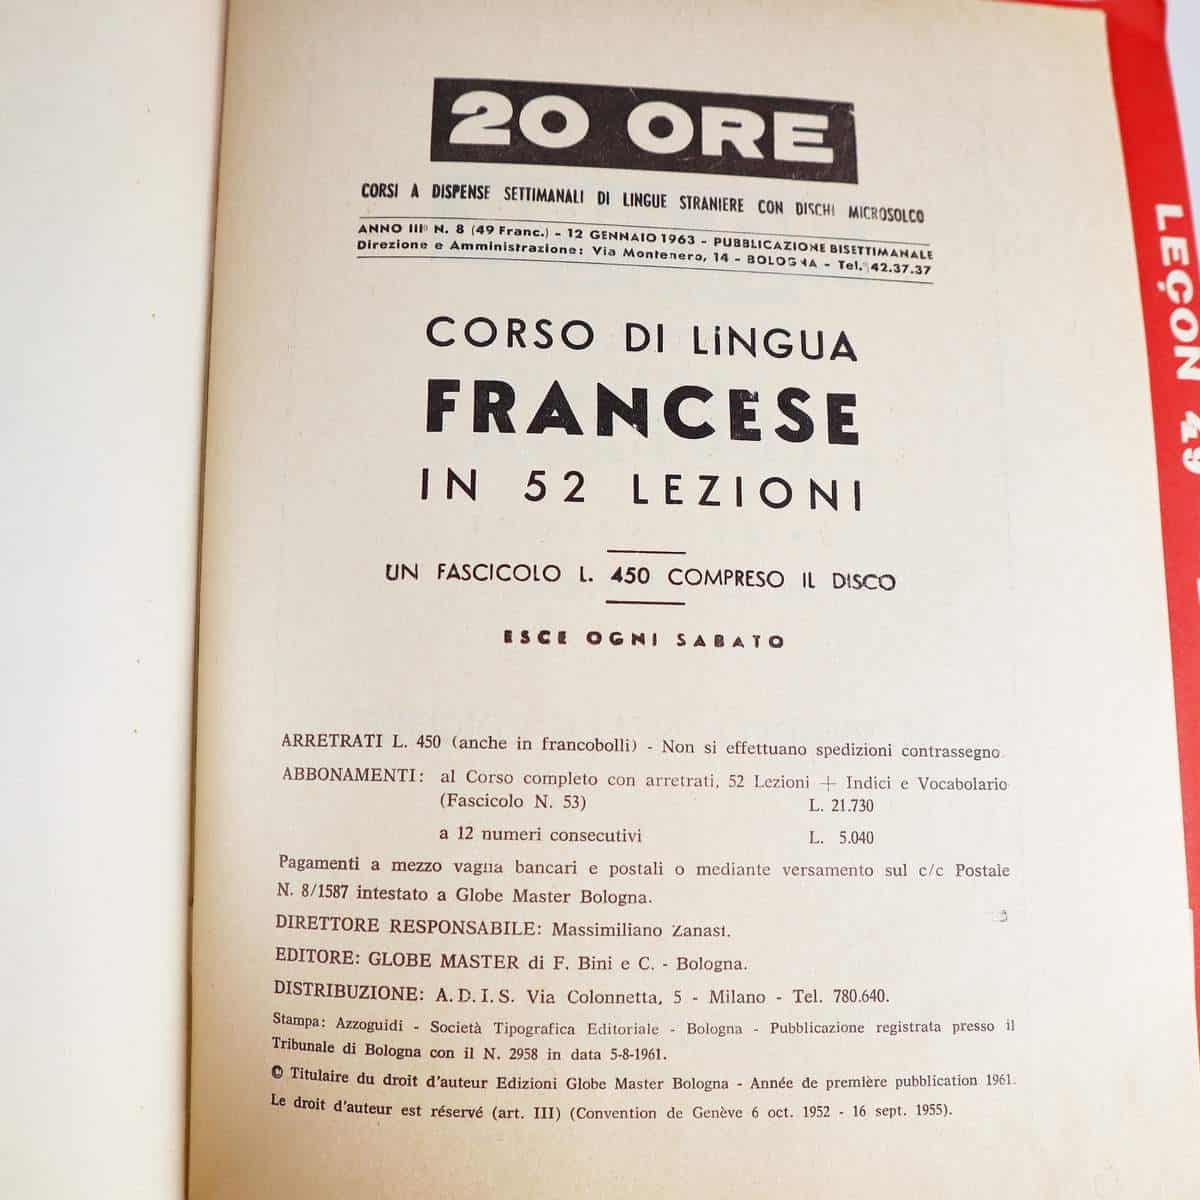 20 ORE
CORSI A DISPENSE SETTIMANALI DI LINGUE STRANIERE CON DISCHI MICROSOLCO
ANNO III° N. 8 (49 Franc.) - 12 GENNAIO 1963 - PUBBLICAZIONE BISETTIMANALE
Direzione e Amministrazione: Via Montenero, 14 - BOLOGNA - Tel. 42.37.37
CORSO DI LINGUA
FRANCESE
IN 52 LEZIONI
UN FASCICOLO L. 450 COMPRESO IL DISCO
ESCE OGNI SABATO
ARRETRATI L. 450 (anche in francobolli) - Non si effettuano spedizioni contrassegno.
ABBONAMENTI: al Corso completo con arretrati, 52 Lezioni + Indici e Vocabolario
(Fascicolo N. 53) L. 21.730
a 12 numeri consecutivi L. 5.040
Pagamenti a mezzo vaglia bancari e postali o mediante versamento sul c/c Postale
N. 8/1587 intestato a Globe Master Bologna.
DIRETTORE RESPONSABILE: Massimiliano Zanasi.
EDITORE: GLOBE MASTER di F. Bini e C. - Bologna.
DISTRIBUZIONE: A. D. I. S. Via Colonnetta, 5 - Milano - Tel. 780.640.
Stampa: Azzoguidi - Società Tipografica Editoriale - Bologna - Pubblicazione registrata presso il
Tribunale di Bologna con il N. 2958 in data 5-8-1961.
© Titulaire du droit d'auteur Edizioni Globe Master Bologna - Année de première pubblication 1961.
Le droit d'auteur est réservé (art. III) (Convention de Genève 6 oct. 1952 - 16 sept. 1955).
LEÇON 49